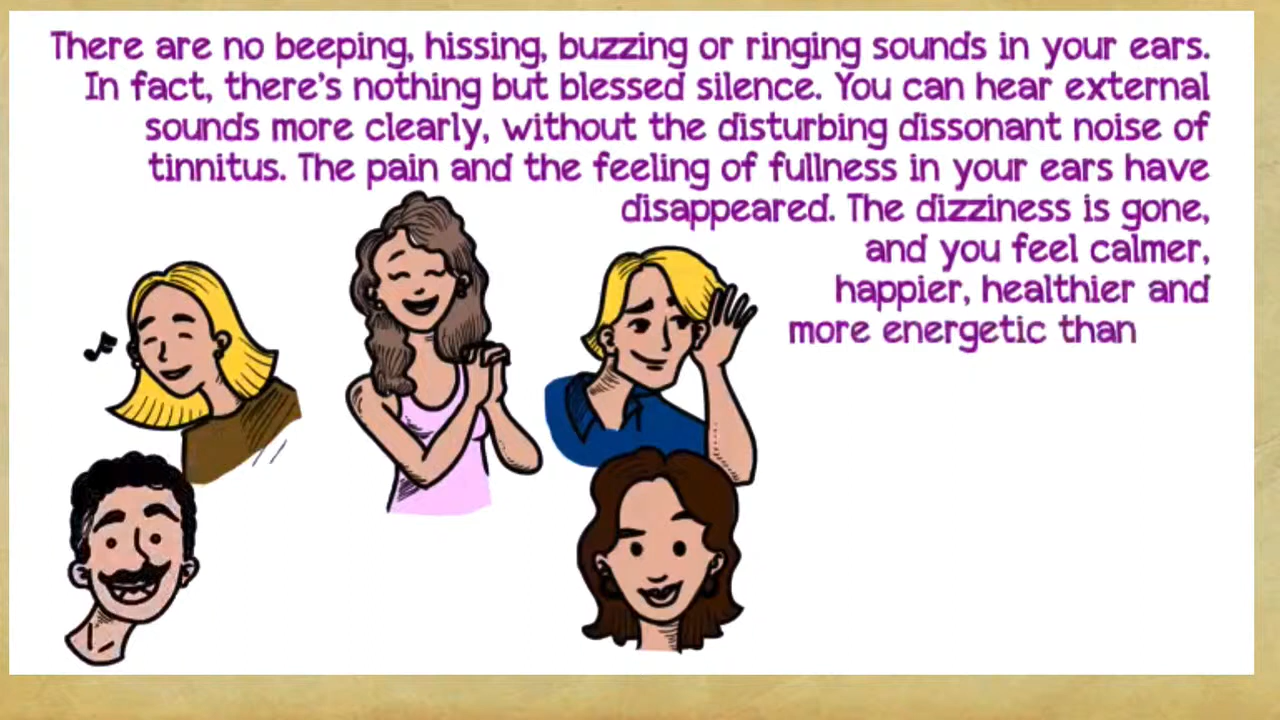 There are no beeping, hissing, buzzing or ringing sounds in your ears.
In fact, there's nothing but blessed silence. You can hear external
sounds more clearly, without the disturbing dissonant noise of
tinnitus. The pain and the feeling of fullness in your ears have
disappeared. The dizziness is gone,
and you feel calmer,
happier, healthier and
more energetic than